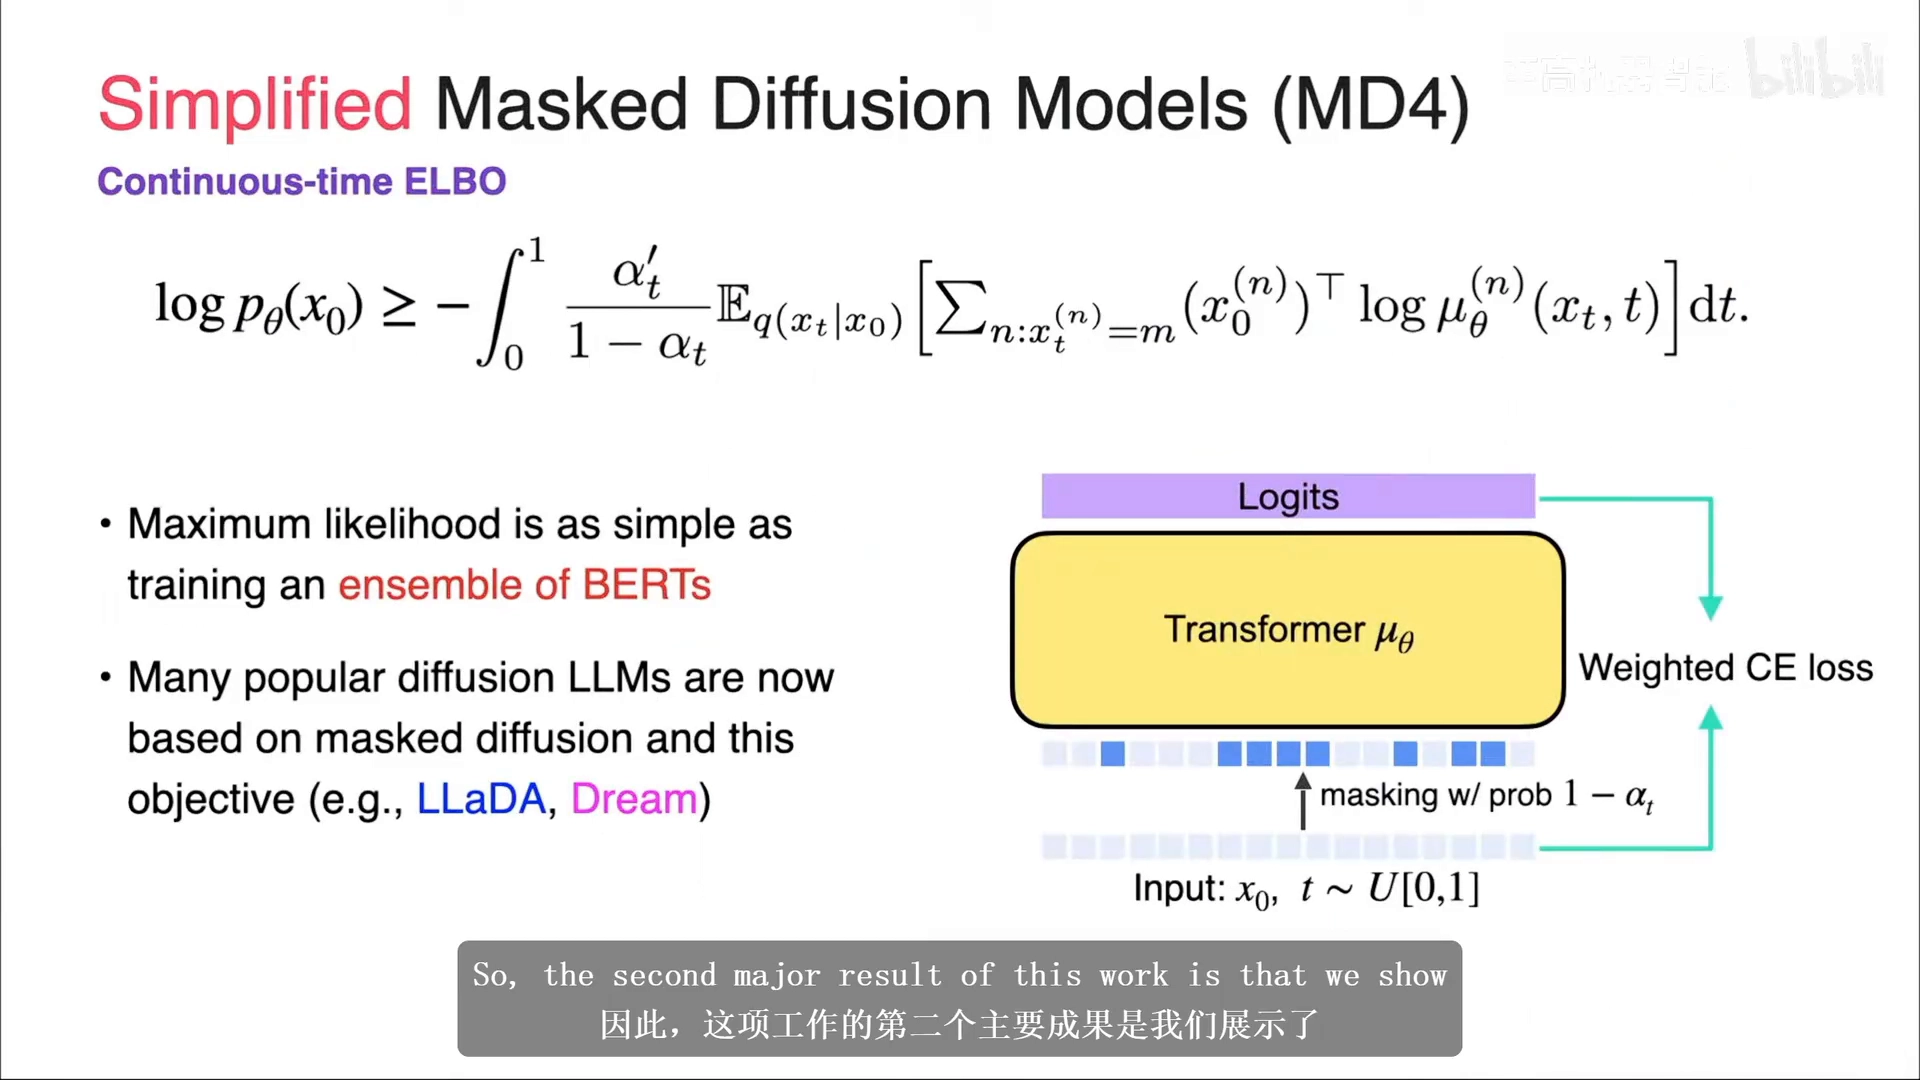 Simplified Masked Diffusion Models (MD4)
bilibili
Continuous-time ELBO
log p_θ(x_0) ≥ − ∫_0^1 α'_t / (1 − α_t) 𝔼_{q(x_t|x_0)} [ ∑_{n:x_t^{(n)}=m} (x_0^{(n)})^⊤ log μ_θ^{(n)}(x_t, t) ] dt.
• Maximum likelihood is as simple as
training an ensemble of BERTs
• Many popular diffusion LLMs are now
based on masked diffusion and this
objective (e.g., LLaDA, Dream)
Logits
Transformer μ_θ
Weighted CE loss
masking w/ prob 1 − α_t
Input: x_0, t ~ U[0,1]
So, the second major result of this work is that we show
因此，这项工作的第二个主要成果是我们展示了